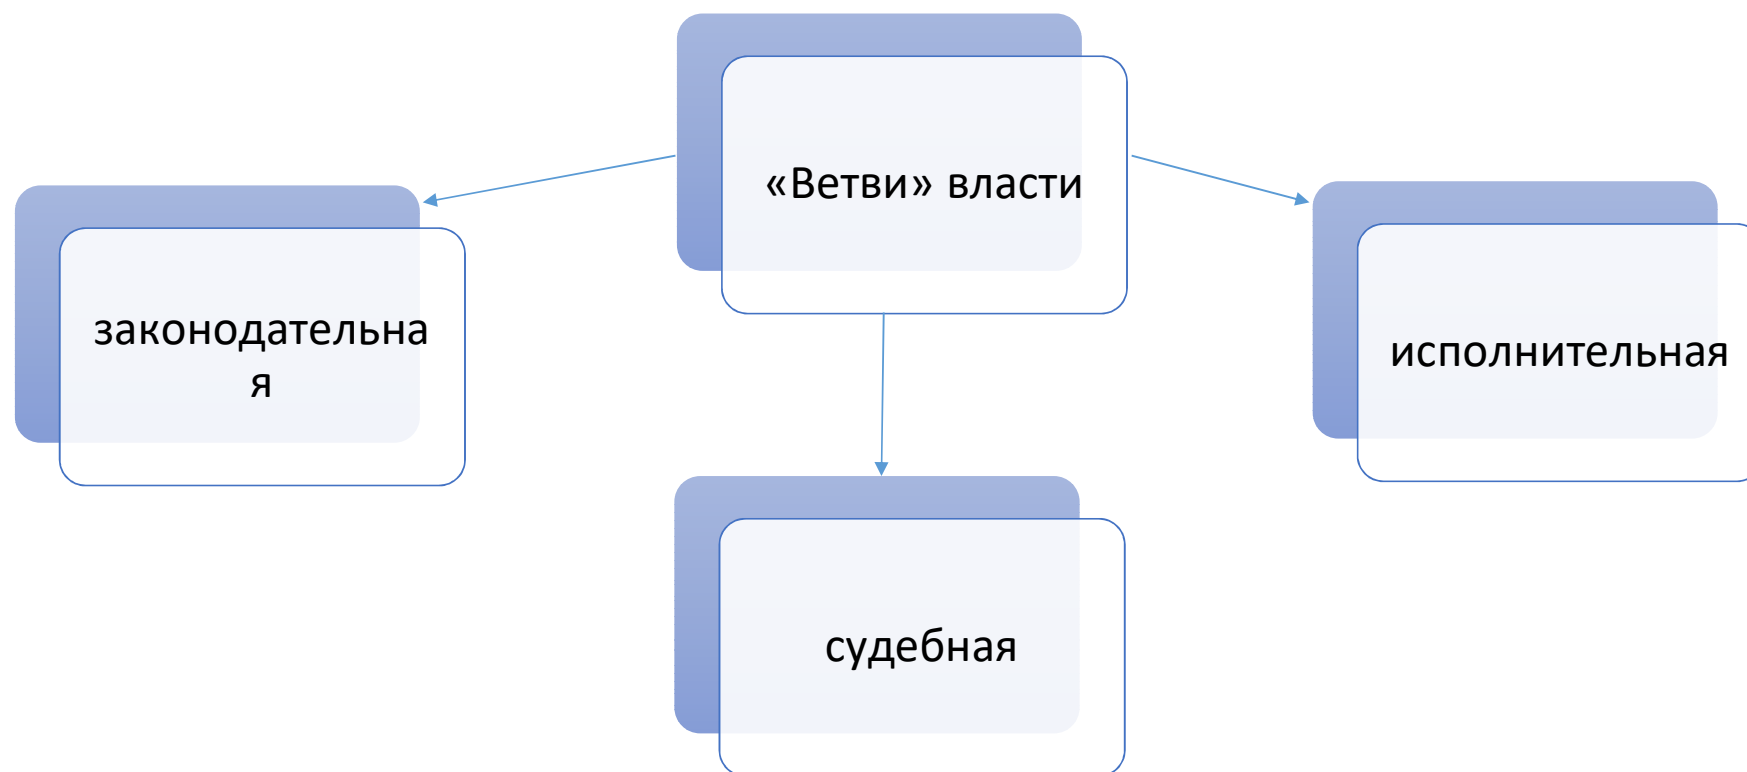 «Ветви» власти
законодательна
я
исполнительная
судебная